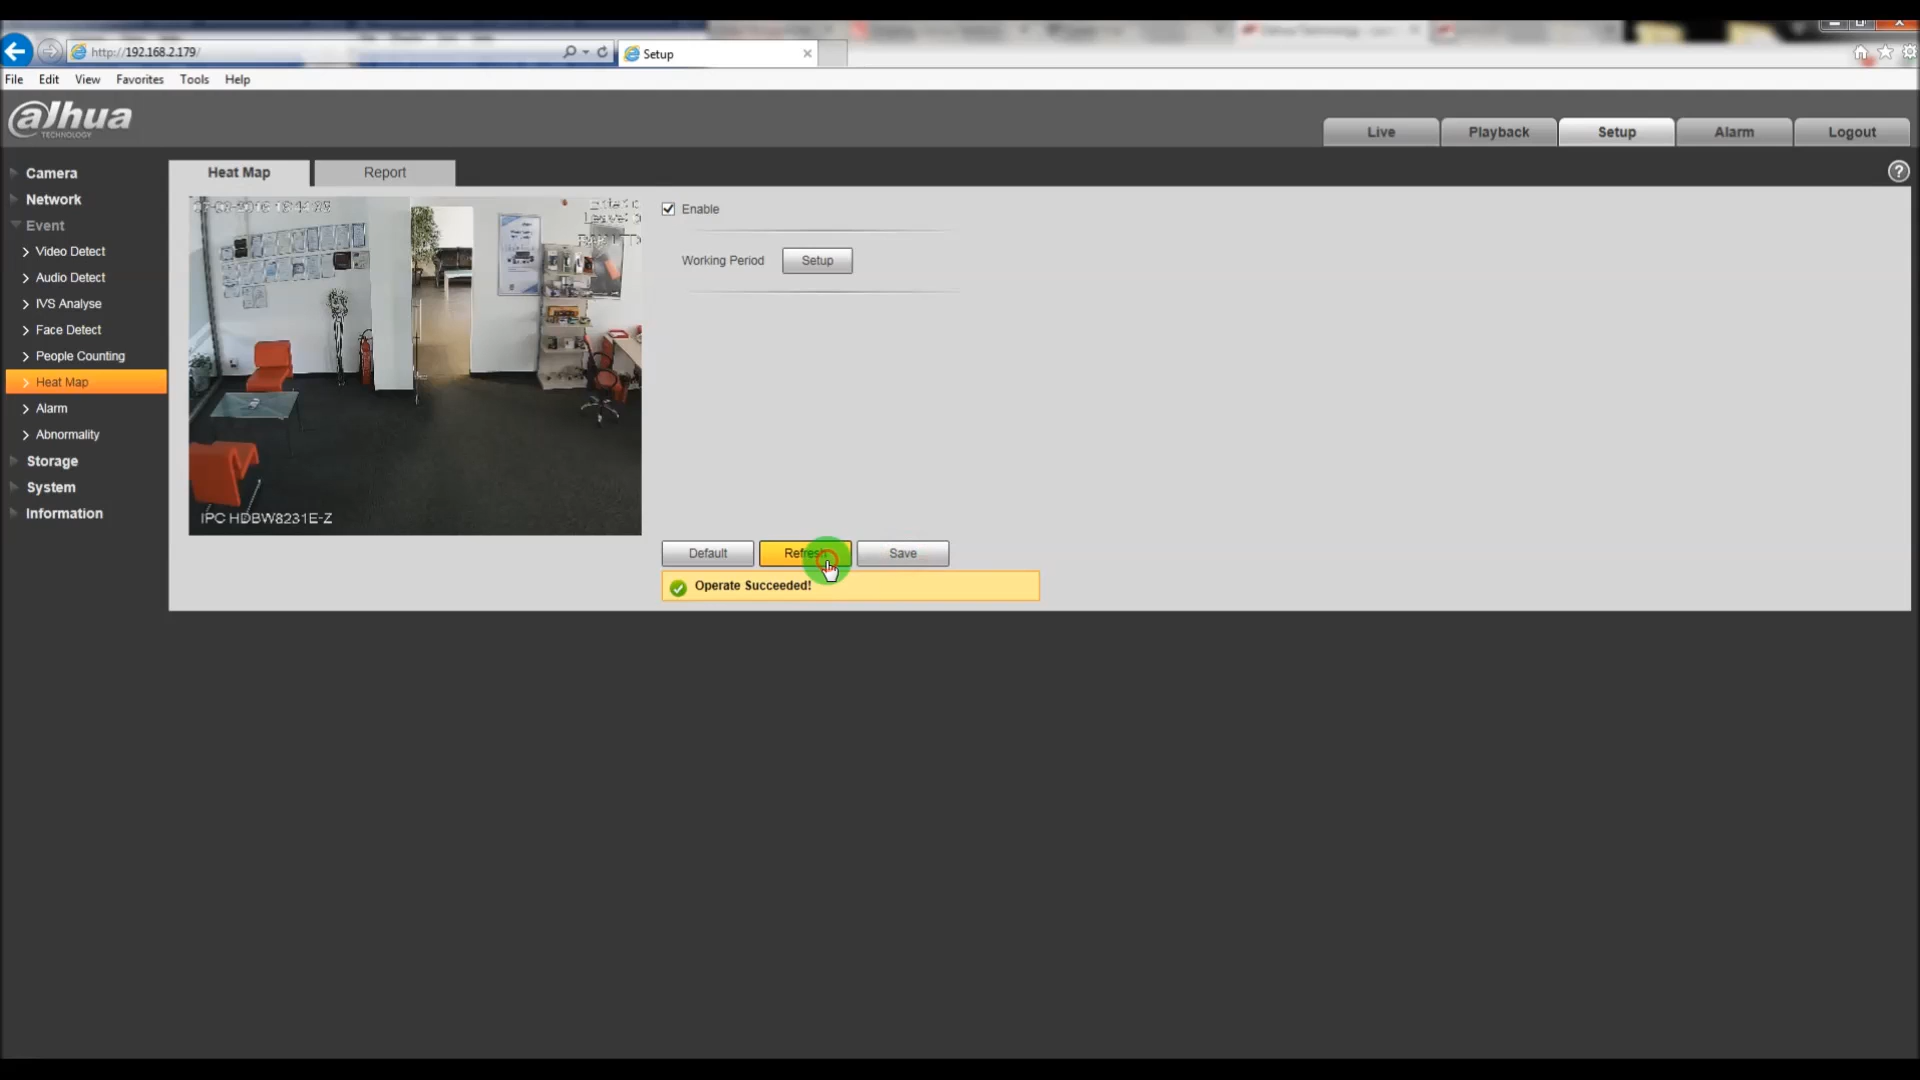 http://192.168.2.179/
Setup
File Edit View Favorites Tools Help
alhua
TECHNOLOGY
Live Playback Setup Alarm Logout
Camera
Network
Event
Video Detect
Audio Detect
IVS Analyse
Face Detect
People Counting
Heat Map
Alarm
Abnormality
Storage
System
Information
Heat Map Report
?
IPC HDBW8231E-Z
Enable
Working Period Setup
Default Refresh Save
Operate Succeeded!